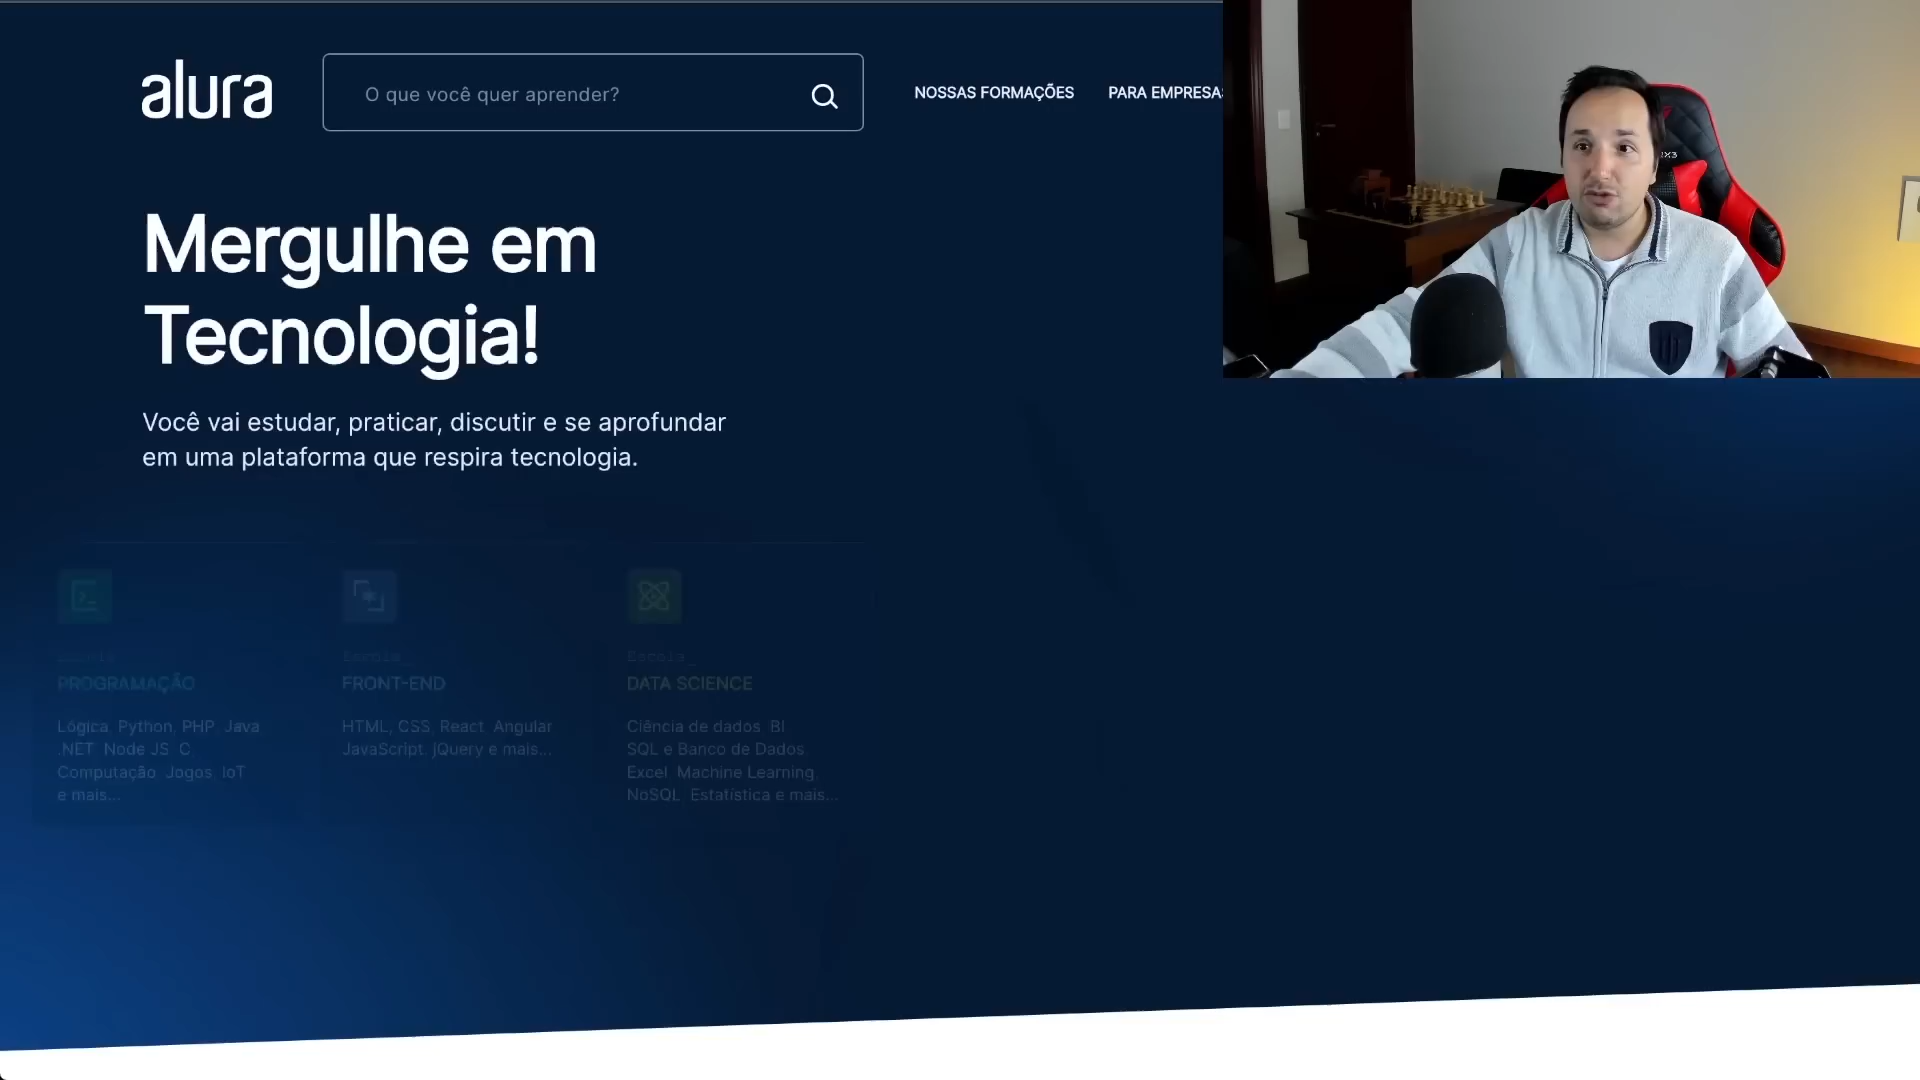 alura
O que você quer aprender?
NOSSAS FORMAÇÕES
PARA EMPRESAS
Mergulhe em
Tecnologia!
Você vai estudar, praticar, discutir e se aprofundar
em uma plataforma que respira tecnologia.
Escola_
PROGRAMAÇÃO
Lógica, Python, PHP, Java
.NET, Node JS, C,
Computação, Jogos, IoT
e mais...
Escola_
FRONT-END
HTML, CSS, React, Angular
JavaScript, jQuery e mais...
Escola_
DATA SCIENCE
Ciência de dados, BI
SQL e Banco de Dados,
Excel, Machine Learning,
NoSQL, Estatística e mais...